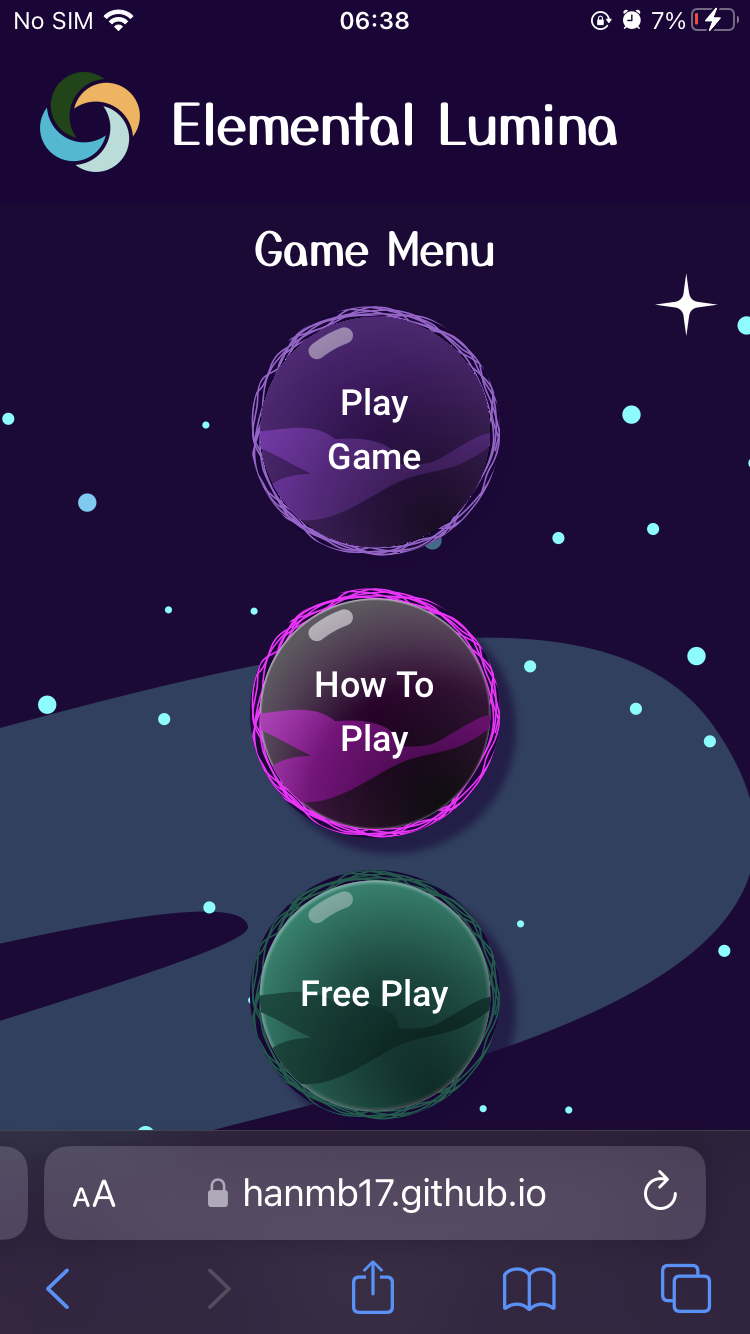 No SIM 06:38 7%
Elemental Lumina
Game Menu
Play
Game
How To
Play
Free Play
AA hanmb17.github.io